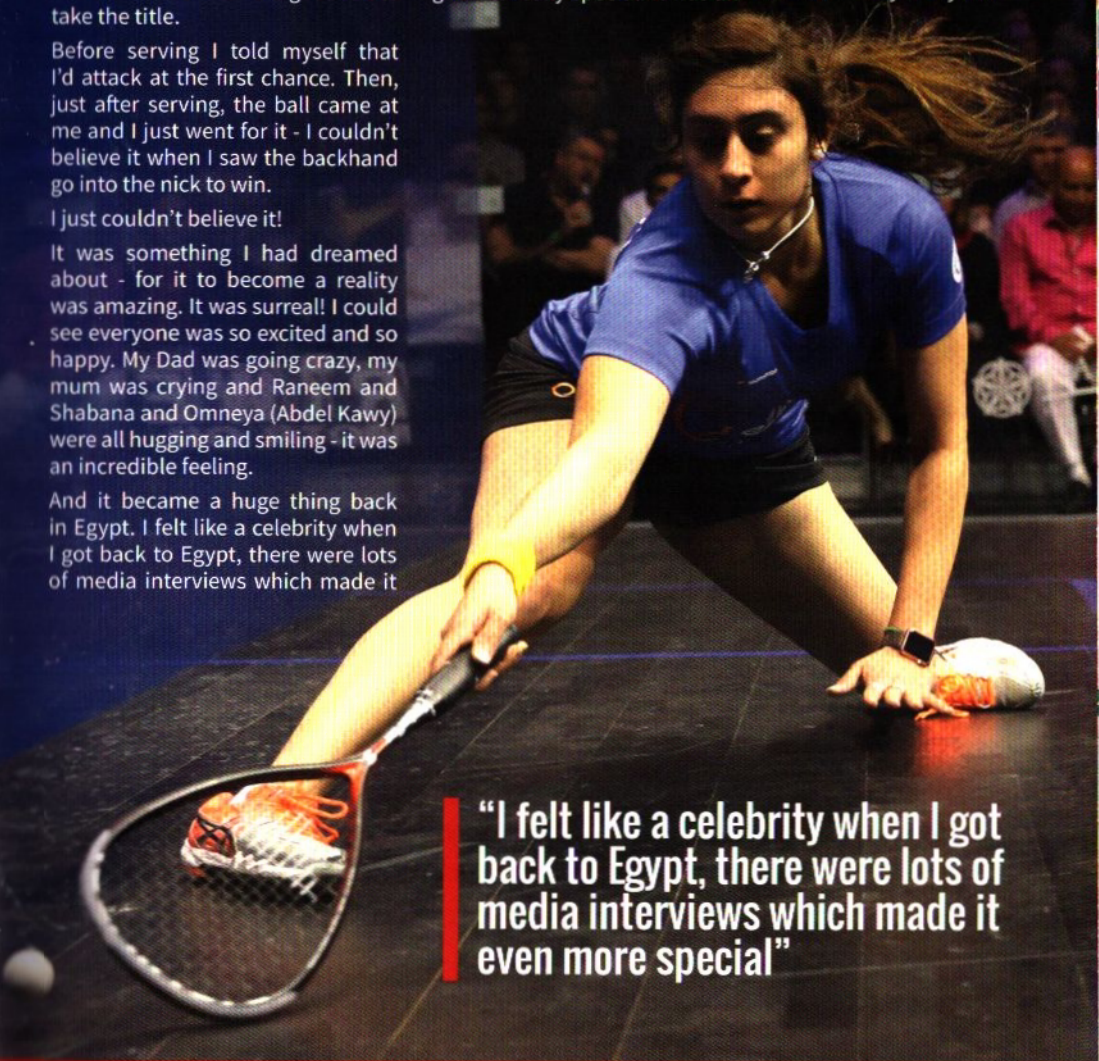 take the title.
Before serving I told myself that
I'd attack at the first chance. Then,
just after serving, the ball came at
me and I just went for it - I couldn't
believe it when I saw the backhand
go into the nick to win.
I just couldn't believe it!
It was something I had dreamed
about - for it to become a reality
was amazing. It was surreal! I could
see everyone was so excited and so
happy. My Dad was going crazy, my
mum was crying and Raneem and
Shabana and Omneya (Abdel Kawy)
were all hugging and smiling - it was
an incredible feeling.
And it became a huge thing back
in Egypt. I felt like a celebrity when
I got back to Egypt, there were lots
of media interviews which made it
“I felt like a celebrity when I got
back to Egypt, there were lots of
media interviews which made it
even more special”